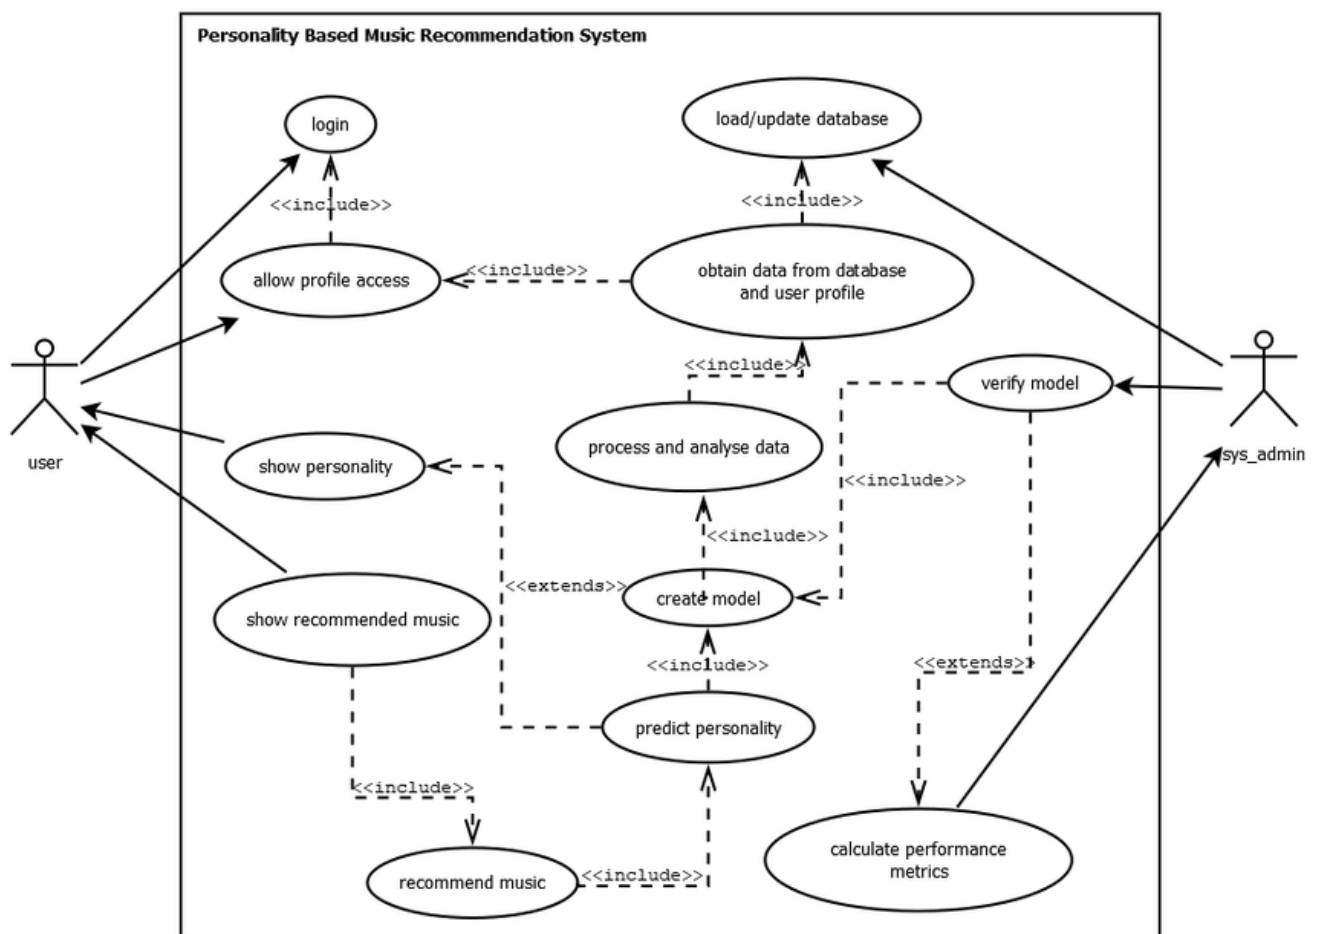 Personality Based Music Recommendation System
login
load/update database
<<include>>
<<include>>
allow profile access
<<include>>
obtain data from database
and user profile
<<include>>
verify model
user
show personality
process and analyse data
sys_admin
<<include>>
<<include>>
<<extends>>
create model
show recommended music
<<include>>
<<extends>>
predict personality
<<include>>
recommend music
<<include>>
calculate performance
metrics